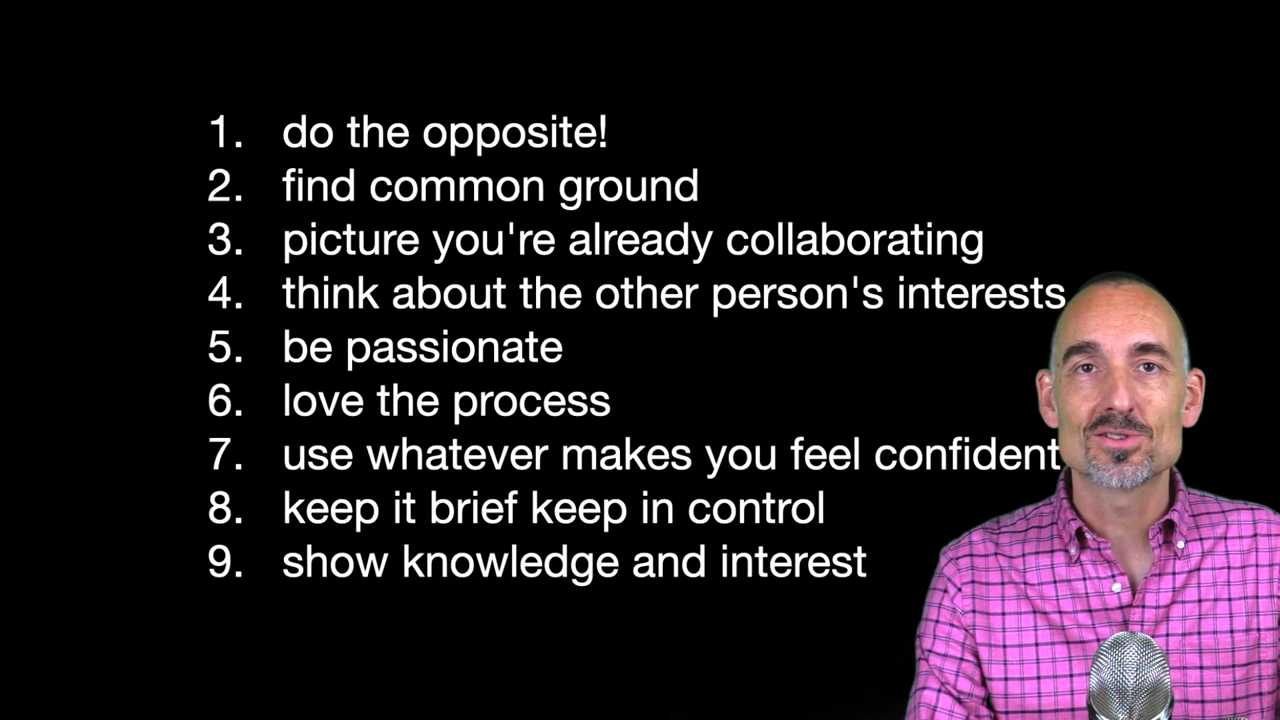 1. do the opposite!
2. find common ground
3. picture you're already collaborating
4. think about the other person's interests
5. be passionate
6. love the process
7. use whatever makes you feel confident
8. keep it brief keep in control
9. show knowledge and interest